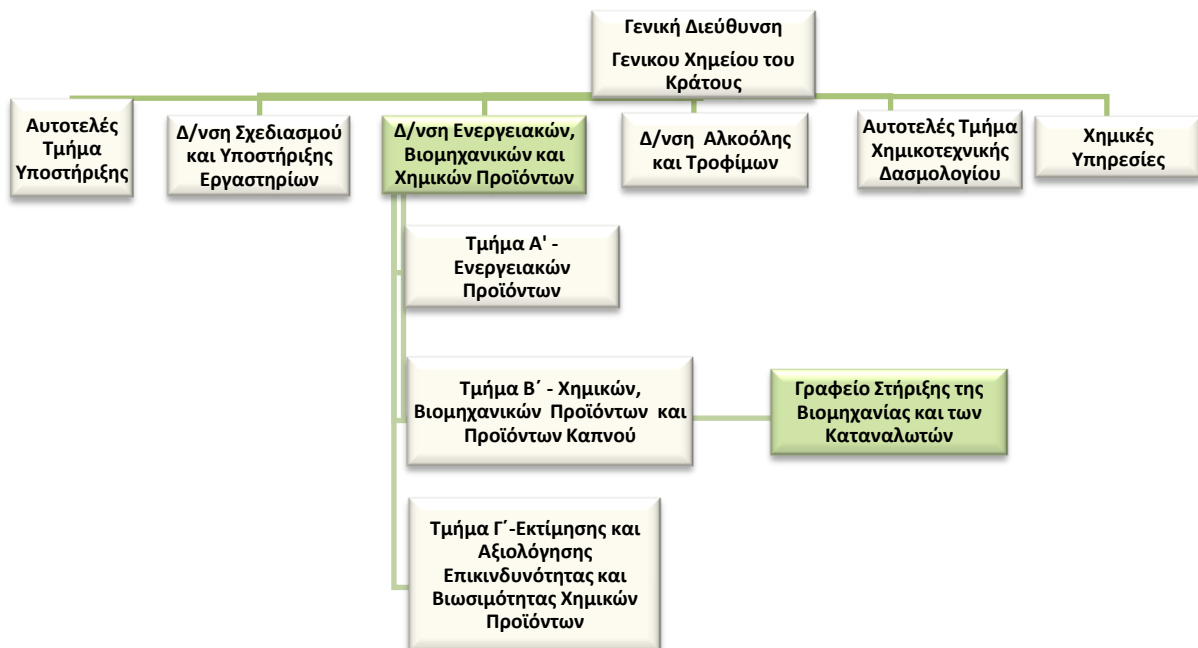 Γενική Διεύθυνση
Γενικου Χημείου του
Κράτους
Αυτοτελές
Τμήμα
Υποστήριξης
Δ/νση Σχεδιασμού
και Υποστήριξης
Εργαστηρίων
Δ/νση Ενεργειακών,
Βιομηχανικών και
Χημικών Προϊόντων
Δ/νση Αλκοόλης
και Τροφίμων
Αυτοτελές Τμήμα
Χημικοτεχνικής
Δασμολογίου
Χημικές
Υπηρεσίες
Τμήμα Α' -
Ενεργειακών
Προϊόντων
Τμήμα Β΄ - Χημικών,
Βιομηχανικών Προϊόντων και
Προϊόντων Καπνού
Γραφείο Στήριξης της
Βιομηχανίας και των
Καταναλωτών
Τμήμα Γ΄-Εκτίμησης και
Αξιολόγησης
Επικινδυνότητας και
Βιωσιμότητας Χημικών
Προϊόντων